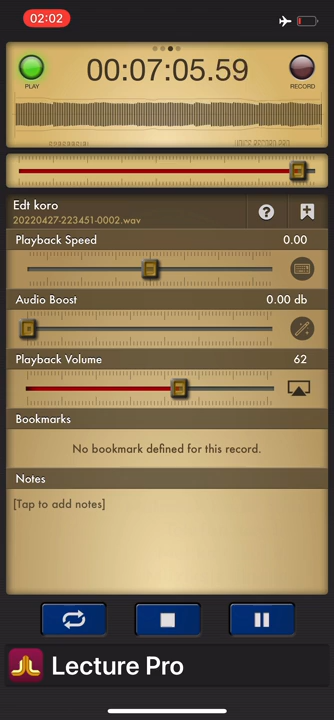 02:02
00:07:05.59
PLAY
RECORD
Edt koro
20220427-223451-0002.wav
Playback Speed 0.00
Audio Boost 0.00 db
Playback Volume 62
Bookmarks
No bookmark defined for this record.
Notes
[Tap to add notes]
Lecture Pro